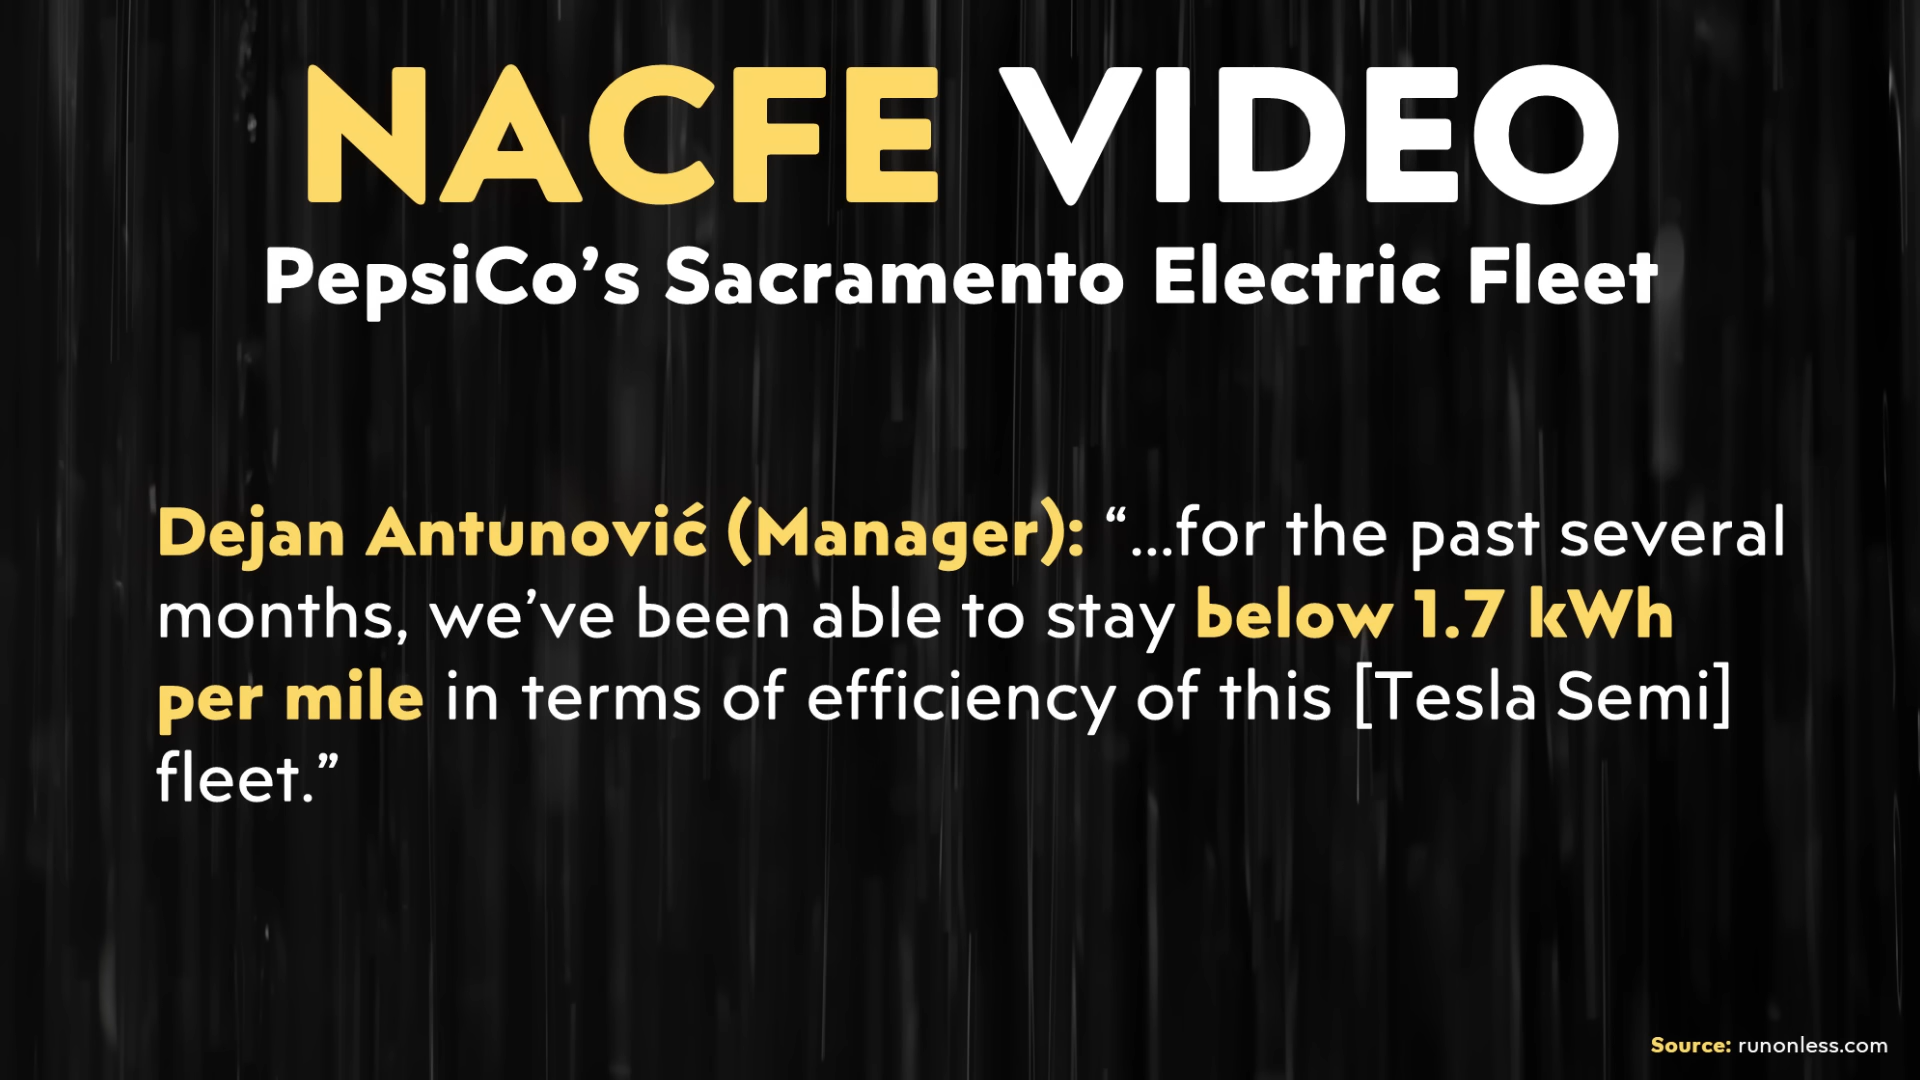 NACFE VIDEO
PepsiCo’s Sacramento Electric Fleet
Dejan Antunović (Manager): “...for the past several
months, we’ve been able to stay below 1.7 kWh
per mile in terms of efficiency of this [Tesla Semi]
fleet.”
Source: runonless.com